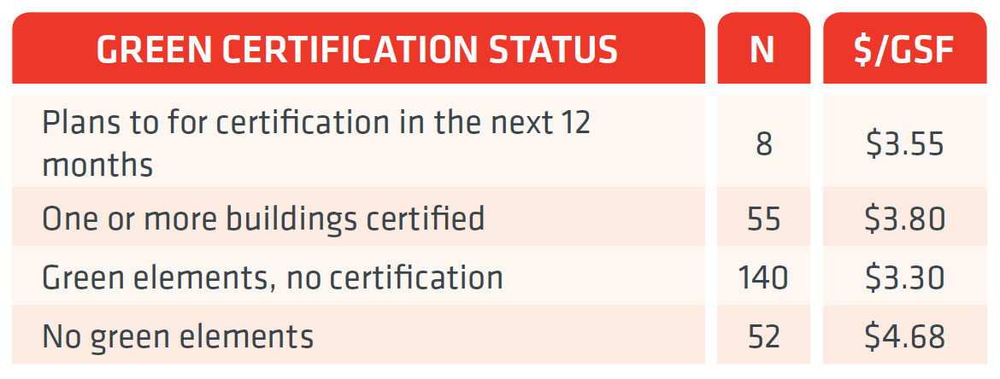 GREEN CERTIFICATION STATUS N $/GSF
Plans to for certification in the next 12
months 8 $3.55
One or more buildings certified 55 $3.80
Green elements, no certification 140 $3.30
No green elements 52 $4.68